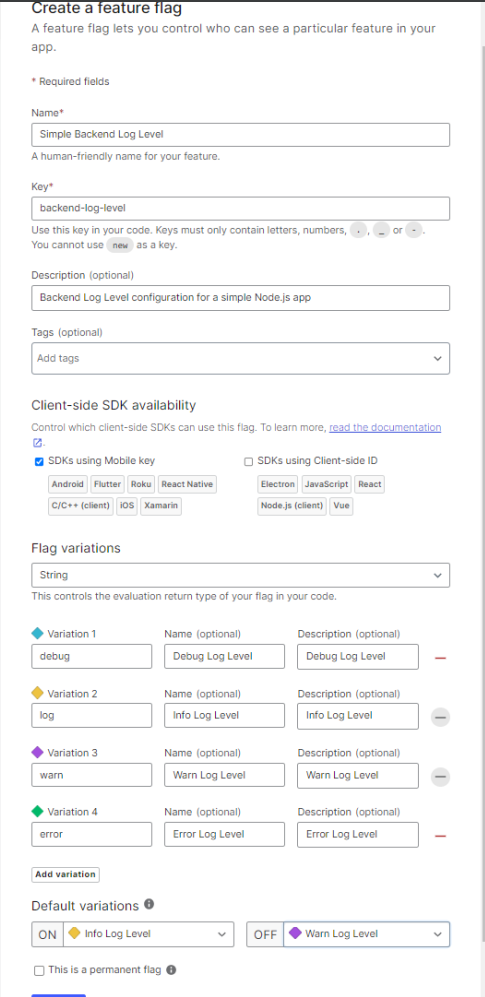 Create a feature flag
A feature flag lets you control who can see a particular feature in your
app.
* Required fields
Name*
Simple Backend Log Level
A human-friendly name for your feature.
Key*
backend-log-level
Use this key in your code. Keys must only contain letters, numbers, . , _ or - .
You cannot use new as a key.
Description (optional)
Backend Log Level configuration for a simple Node.js app
Tags (optional)
Add tags
Client-side SDK availability
Control which client-side SDKs can use this flag. To learn more, read the documentation
.
SDKs using Mobile key SDKs using Client-side ID
Android Flutter Roku React Native Electron JavaScript React
C/C++ (client) iOS Xamarin Node.js (client) Vue
Flag variations
String
This controls the evaluation return type of your flag in your code.
Variation 1 Name (optional) Description (optional)
debug Debug Log Level Debug Log Level
Variation 2 Name (optional) Description (optional)
log Info Log Level Info Log Level
Variation 3 Name (optional) Description (optional)
warn Warn Log Level Warn Log Level
Variation 4 Name (optional) Description (optional)
error Error Log Level Error Log Level
Add variation
Default variations
ON Info Log Level OFF Warn Log Level
This is a permanent flag